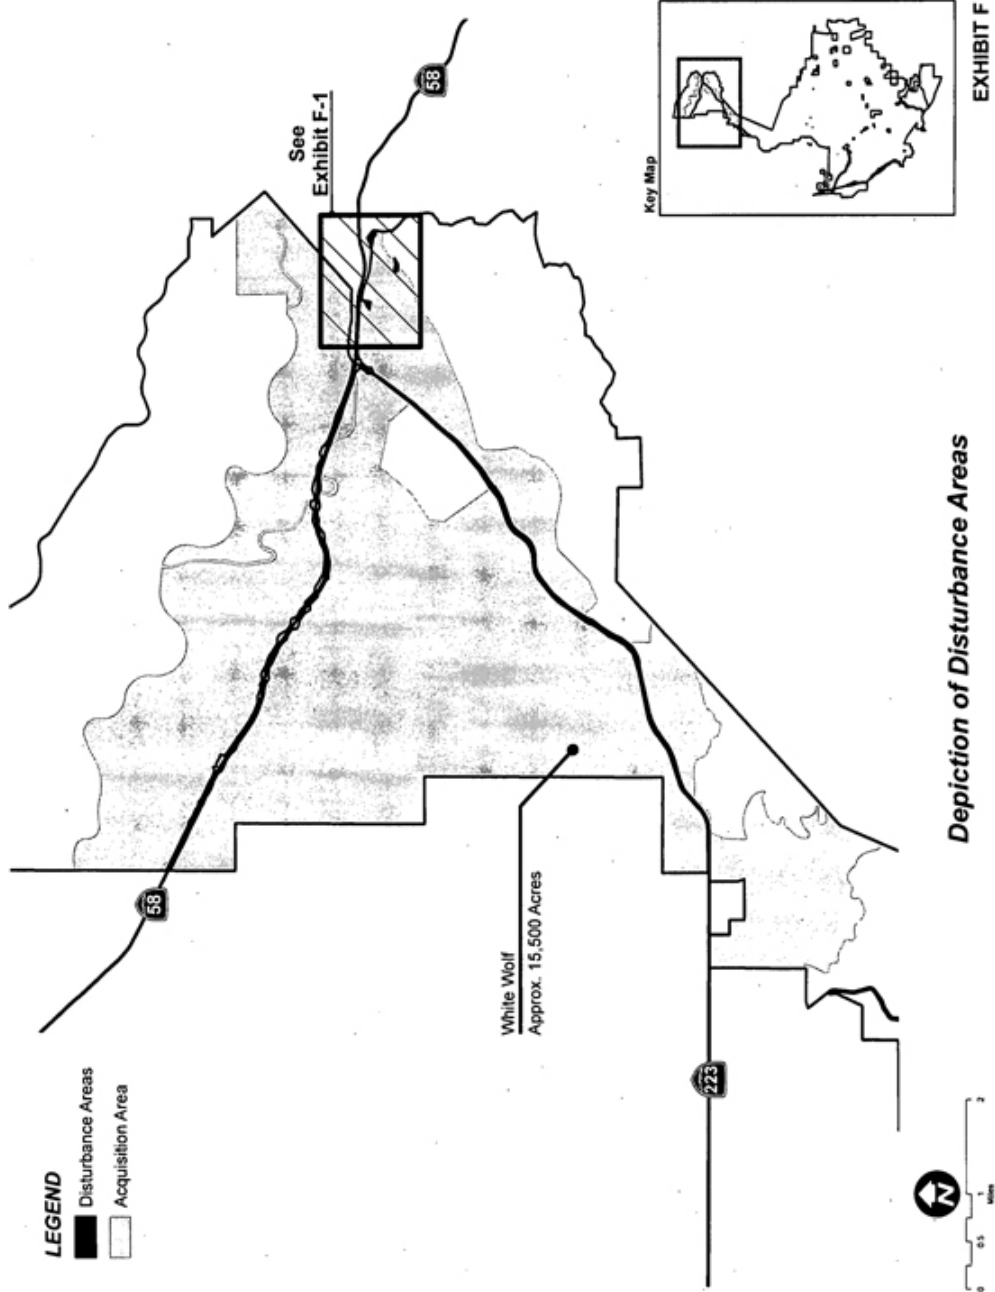 LEGEND
Disturbance Areas
Acquisition Area
58
White Wolf
Approx. 15,500 Acres
223
See
Exhibit F-1
58
Key Map
N
0 0.5 1 2
Miles
Depiction of Disturbance Areas
EXHIBIT F